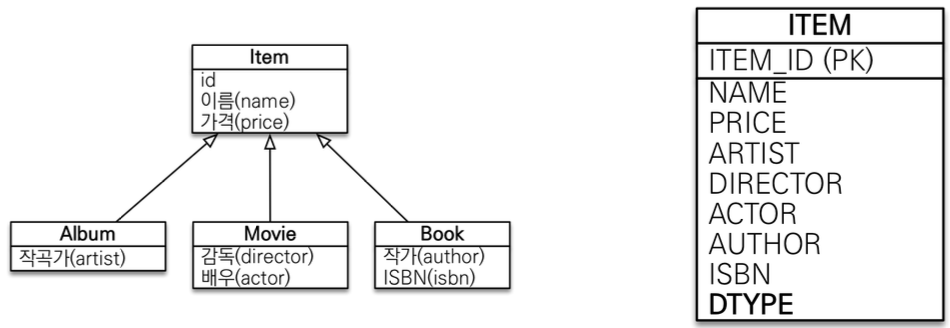 Item
id
이름(name)
가격(price)
Album
작곡가(artist)
Movie
감독(director)
배우(actor)
Book
작가(author)
ISBN(isbn)
ITEM
ITEM_ID (PK)
NAME
PRICE
ARTIST
DIRECTOR
ACTOR
AUTHOR
ISBN
DTYPE